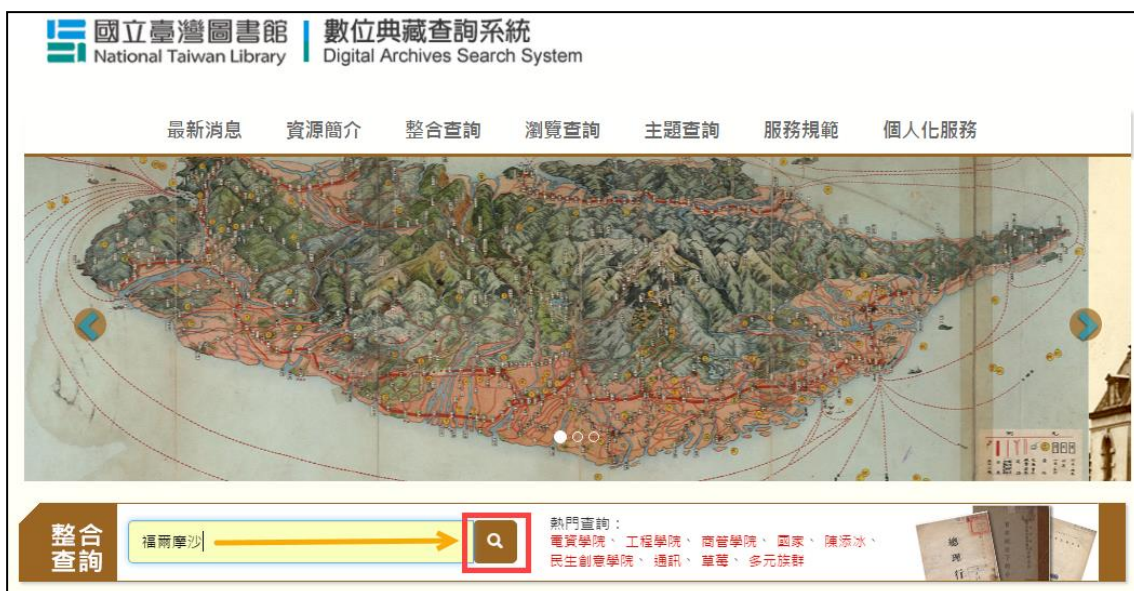 國立臺灣圖書館
National Taiwan Library
數位典藏查詢系統
Digital Archives Search System
最新消息 資源簡介 整合查詢 瀏覽查詢 主題查詢 服務規範 個人化服務
整合
查詢
福爾摩沙
熱門查詢：
電資學院、 工程學院、 商管學院、 國家、 陳添冰、
民生創意學院、 通訊、 草莓、 多元族群
總理